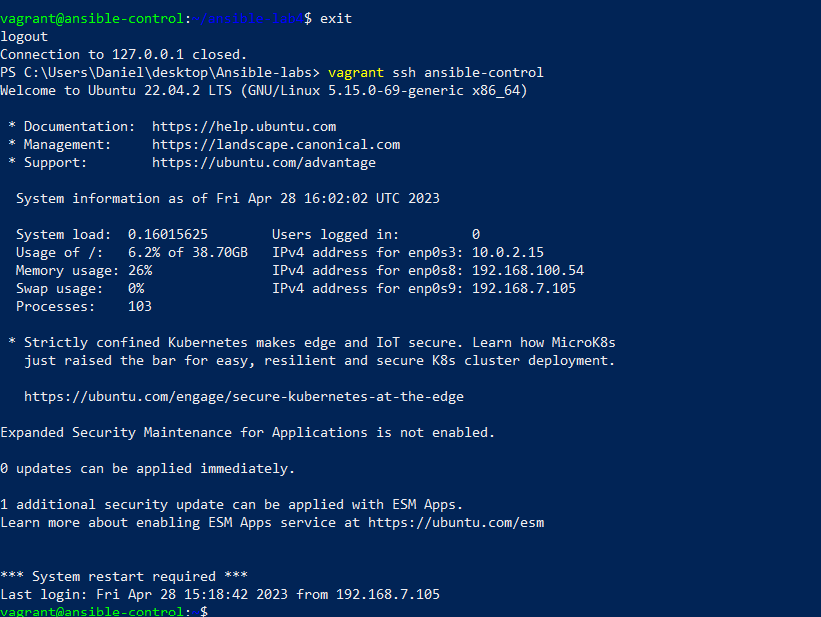 vagrant@ansible-control:~/ansible-labs$ exit
logout
Connection to 127.0.0.1 closed.
PS C:\Users\Daniel\desktop\Ansible-labs> vagrant ssh ansible-control
Welcome to Ubuntu 22.04.2 LTS (GNU/Linux 5.15.0-69-generic x86_64)
* Documentation:  https://help.ubuntu.com
* Management:     https://landscape.canonical.com
* Support:        https://ubuntu.com/advantage
System information as of Fri Apr 28 16:02:02 UTC 2023
System load:  0.16015625        Users logged in:         0
Usage of /:   6.2% of 38.70GB   IPv4 address for enp0s3: 10.0.2.15
Memory usage: 26%               IPv4 address for enp0s8: 192.168.100.54
Swap usage:   0%                IPv4 address for enp0s9: 192.168.7.105
Processes:    103
* Strictly confined Kubernetes makes edge and IoT secure. Learn how MicroK8s
just raised the bar for easy, resilient and secure K8s cluster deployment.
https://ubuntu.com/engage/secure-kubernetes-at-the-edge
Expanded Security Maintenance for Applications is not enabled.
0 updates can be applied immediately.
1 additional security update can be applied with ESM Apps.
Learn more about enabling ESM Apps service at https://ubuntu.com/esm
*** System restart required ***
Last login: Fri Apr 28 15:18:42 2023 from 192.168.7.105
vagrant@ansible-control: $